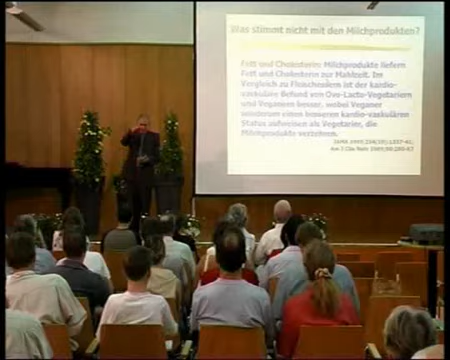 Was stimmt nicht mit den Milchprodukten?
Fett und Cholesterin: Milchprodukte liefern
Fett und Cholesterin zur Mahlzeit. Im
Vergleich zu Fleischessern ist der kardio-
vaskuläre Befund von Ovo-Lacto-Vegetariern
und Veganern besser, wobei Veganer
wiederum einen besseren kardio-vaskulären
Status aufweisen als Vegetarier, die
Milchprodukte verzehren.